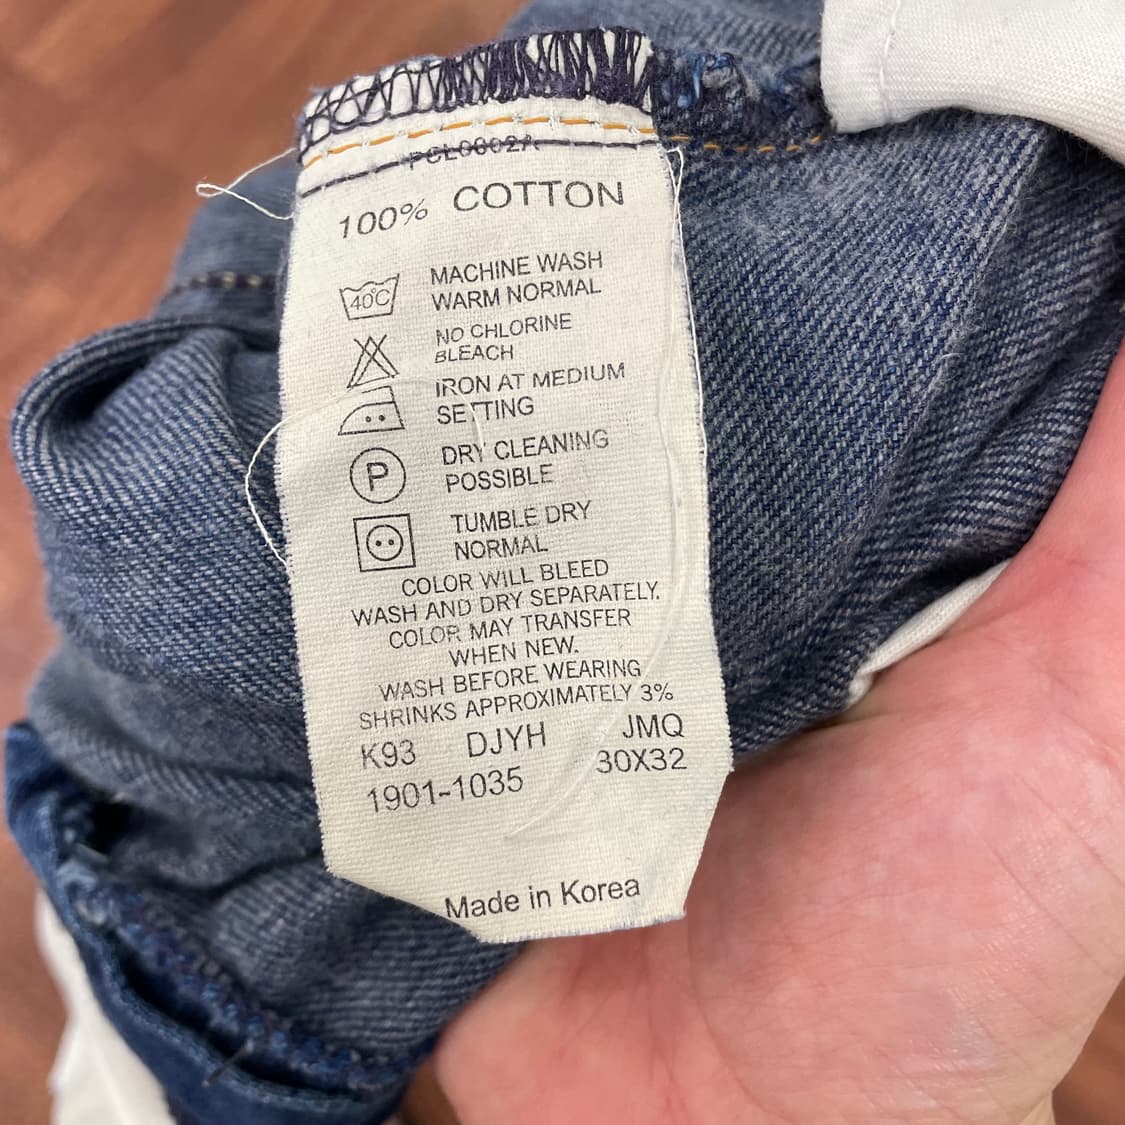 PCL0602A
100% COTTON
40°C
MACHINE WASH
WARM NORMAL
NO CHLORINE
BLEACH
IRON AT MEDIUM
SETTING
P
DRY CLEANING
POSSIBLE
TUMBLE DRY
NORMAL
COLOR WILL BLEED
WASH AND DRY SEPARATELY.
COLOR MAY TRANSFER
WHEN NEW.
WASH BEFORE WEARING
SHRINKS APPROXIMATELY 3%
K93 DJYH JMQ
1901-1035 30X32
Made in Korea